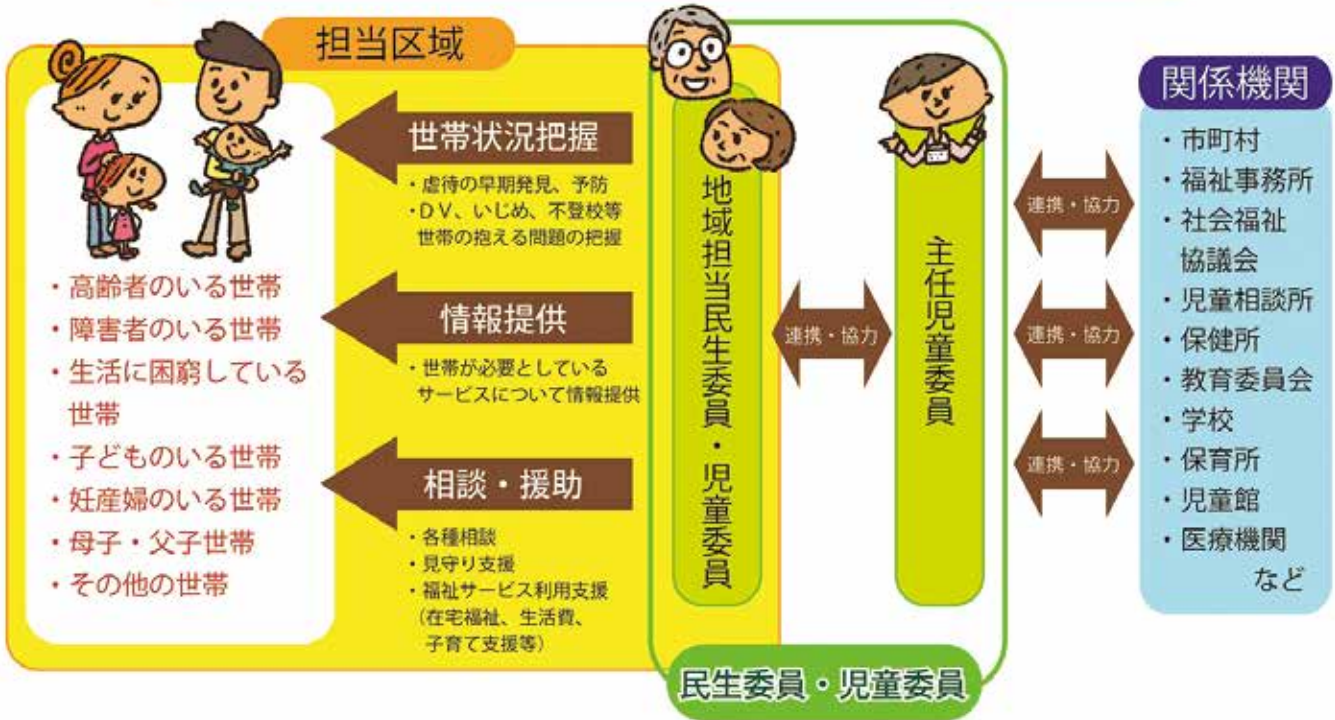 担当区域
・高齢者のいる世帯
・障害者のいる世帯
・生活に困窮している
世帯
・子どものいる世帯
・妊産婦のいる世帯
・母子・父子世帯
・その他の世帯
世帯状況把握
・虐待の早期発見、予防
・DV、いじめ、不登校等
世帯の抱える問題の把握
情報提供
・世帯が必要としている
サービスについて情報提供
相談・援助
・各種相談
・見守り支援
・福祉サービス利用支援
(在宅福祉、生活費、
子育て支援等)
地域担当民生委員・児童委員
連携・協力
主任児童委員
民生委員・児童委員
連携・協力
連携・協力
連携・協力
関係機関
・市町村
・福祉事務所
・社会福祉
協議会
・児童相談所
・保健所
・教育委員会
・学校
・保育所
・児童館
・医療機関
など